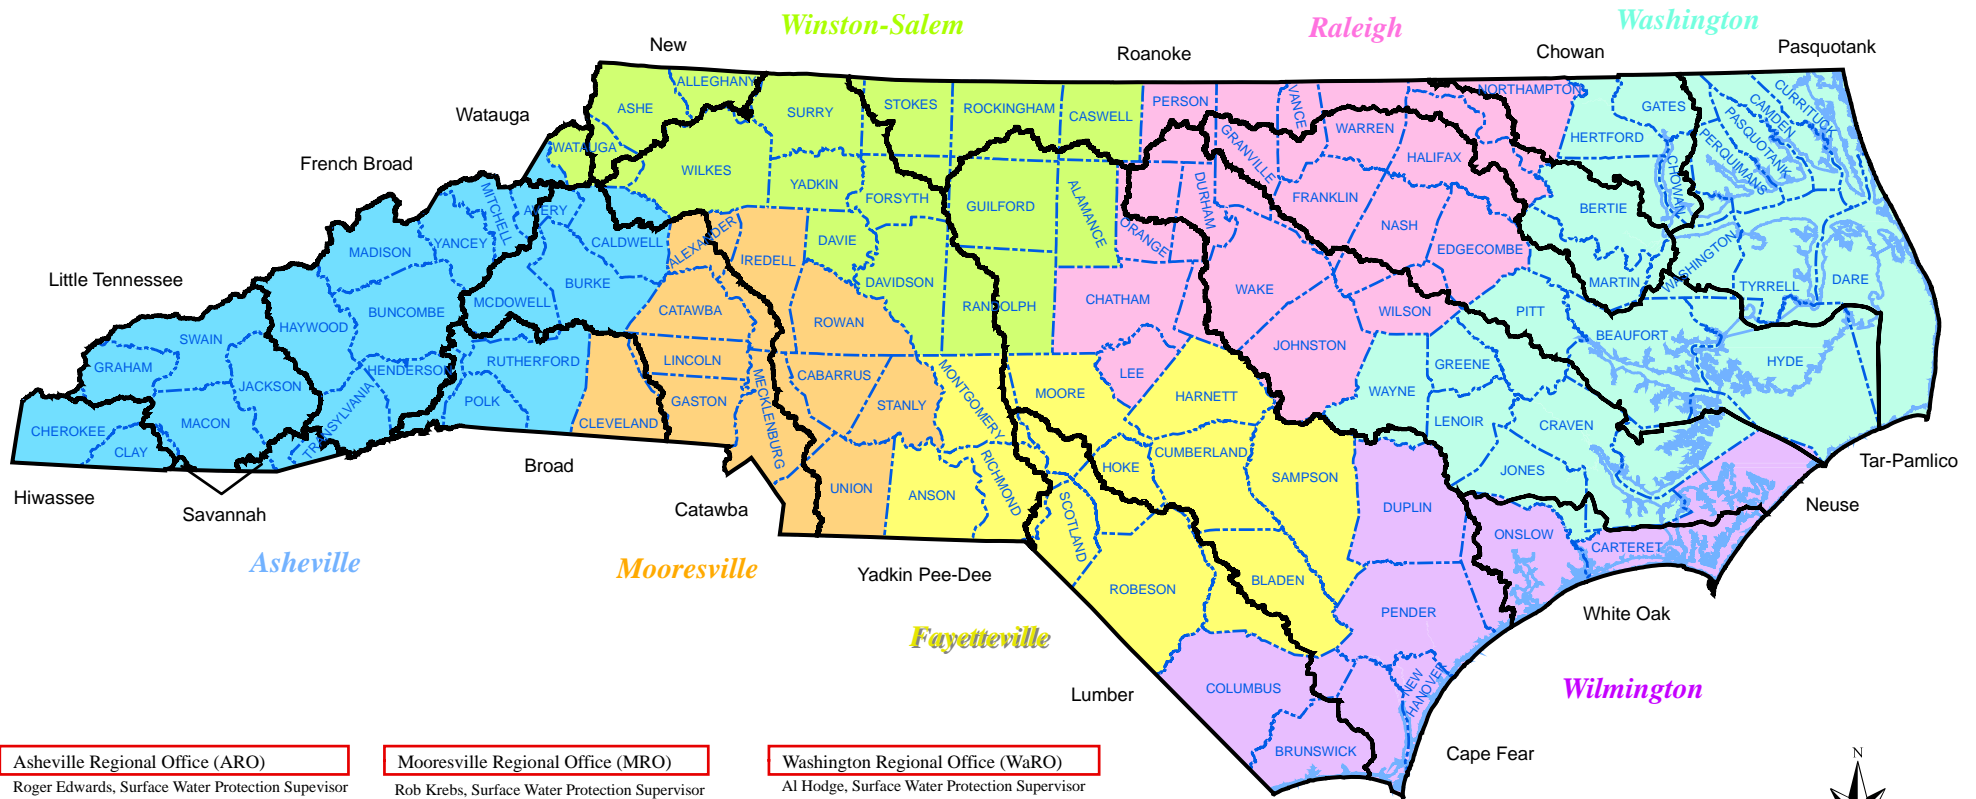 Winston-Salem
Raleigh
Washington
New
Roanoke
Chowan
Pasquotank
Watauga
French Broad
Little Tennessee
Hiwassee
Savannah
Broad
Catawba
Yadkin Pee-Dee
Lumber
Cape Fear
White Oak
Neuse
Tar-Pamlico
Asheville
Mooresville
Fayetteville
Wilmington
ALLEGHANY
ASHE
SURRY
STOKES
ROCKINGHAM
CASWELL
PERSON
VANCE
NORTHAMPTON
GATES
CURRITUCK
CAMDEN
PASQUOTANK
PERQUIMANS
WATAUGA
WILKES
YADKIN
FORSYTH
GUILFORD
ALAMANCE
ORANGE
DURHAM
GRANVILLE
WARREN
HALIFAX
HERTFORD
CHOWAN
BERTIE
MITCHELL
AVERY
YANCEY
MADISON
CALDWELL
ALEXANDER
IREDELL
DAVIE
DAVIDSON
RANDOLPH
CHATHAM
WAKE
FRANKLIN
NASH
EDGECOMBE
MARTIN
WASHINGTON
TYRRELL
DARE
BURKE
MCDOWELL
BUNCOMBE
HAYWOOD
SWAIN
GRAHAM
JACKSON
MACON
CHEROKEE
CLAY
TRANSYLVANIA
HENDERSON
POLK
RUTHERFORD
CLEVELAND
CATAWBA
LINCOLN
GASTON
MECKLENBURG
ROWAN
CABARRUS
STANLY
UNION
ANSON
MONTGOMERY
RICHMOND
MOORE
LEE
HARNETT
JOHNSTON
WILSON
PITT
BEAUFORT
HYDE
GREENE
WAYNE
LENOIR
CRAVEN
JONES
HOKE
CUMBERLAND
SAMPSON
DUPLIN
ONSLOW
CARTERET
SCOTLAND
ROBESON
BLADEN
PENDER
NEW
HANOVER
COLUMBUS
BRUNSWICK
Asheville Regional Office (ARO)
Roger Edwards, Surface Water Protection Supevisor
Mooresville Regional Office (MRO)
Rob Krebs, Surface Water Protection Supervisor
Washington Regional Office (WaRO)
Al Hodge, Surface Water Protection Supervisor
N